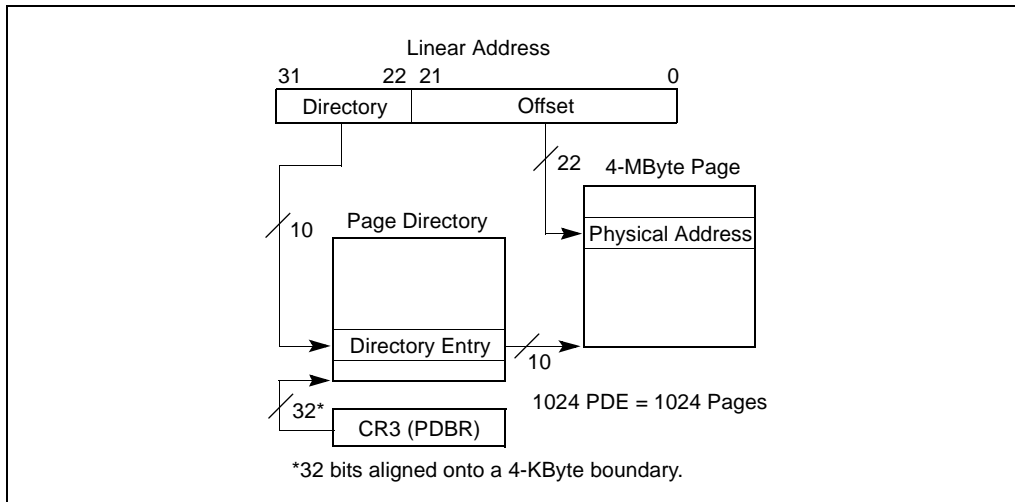 Linear Address
31 22 21 0
Directory Offset
22 4-MByte Page
10 Page Directory
Physical Address
Directory Entry
10
1024 PDE = 1024 Pages
32*
CR3 (PDBR)
*32 bits aligned onto a 4-KByte boundary.